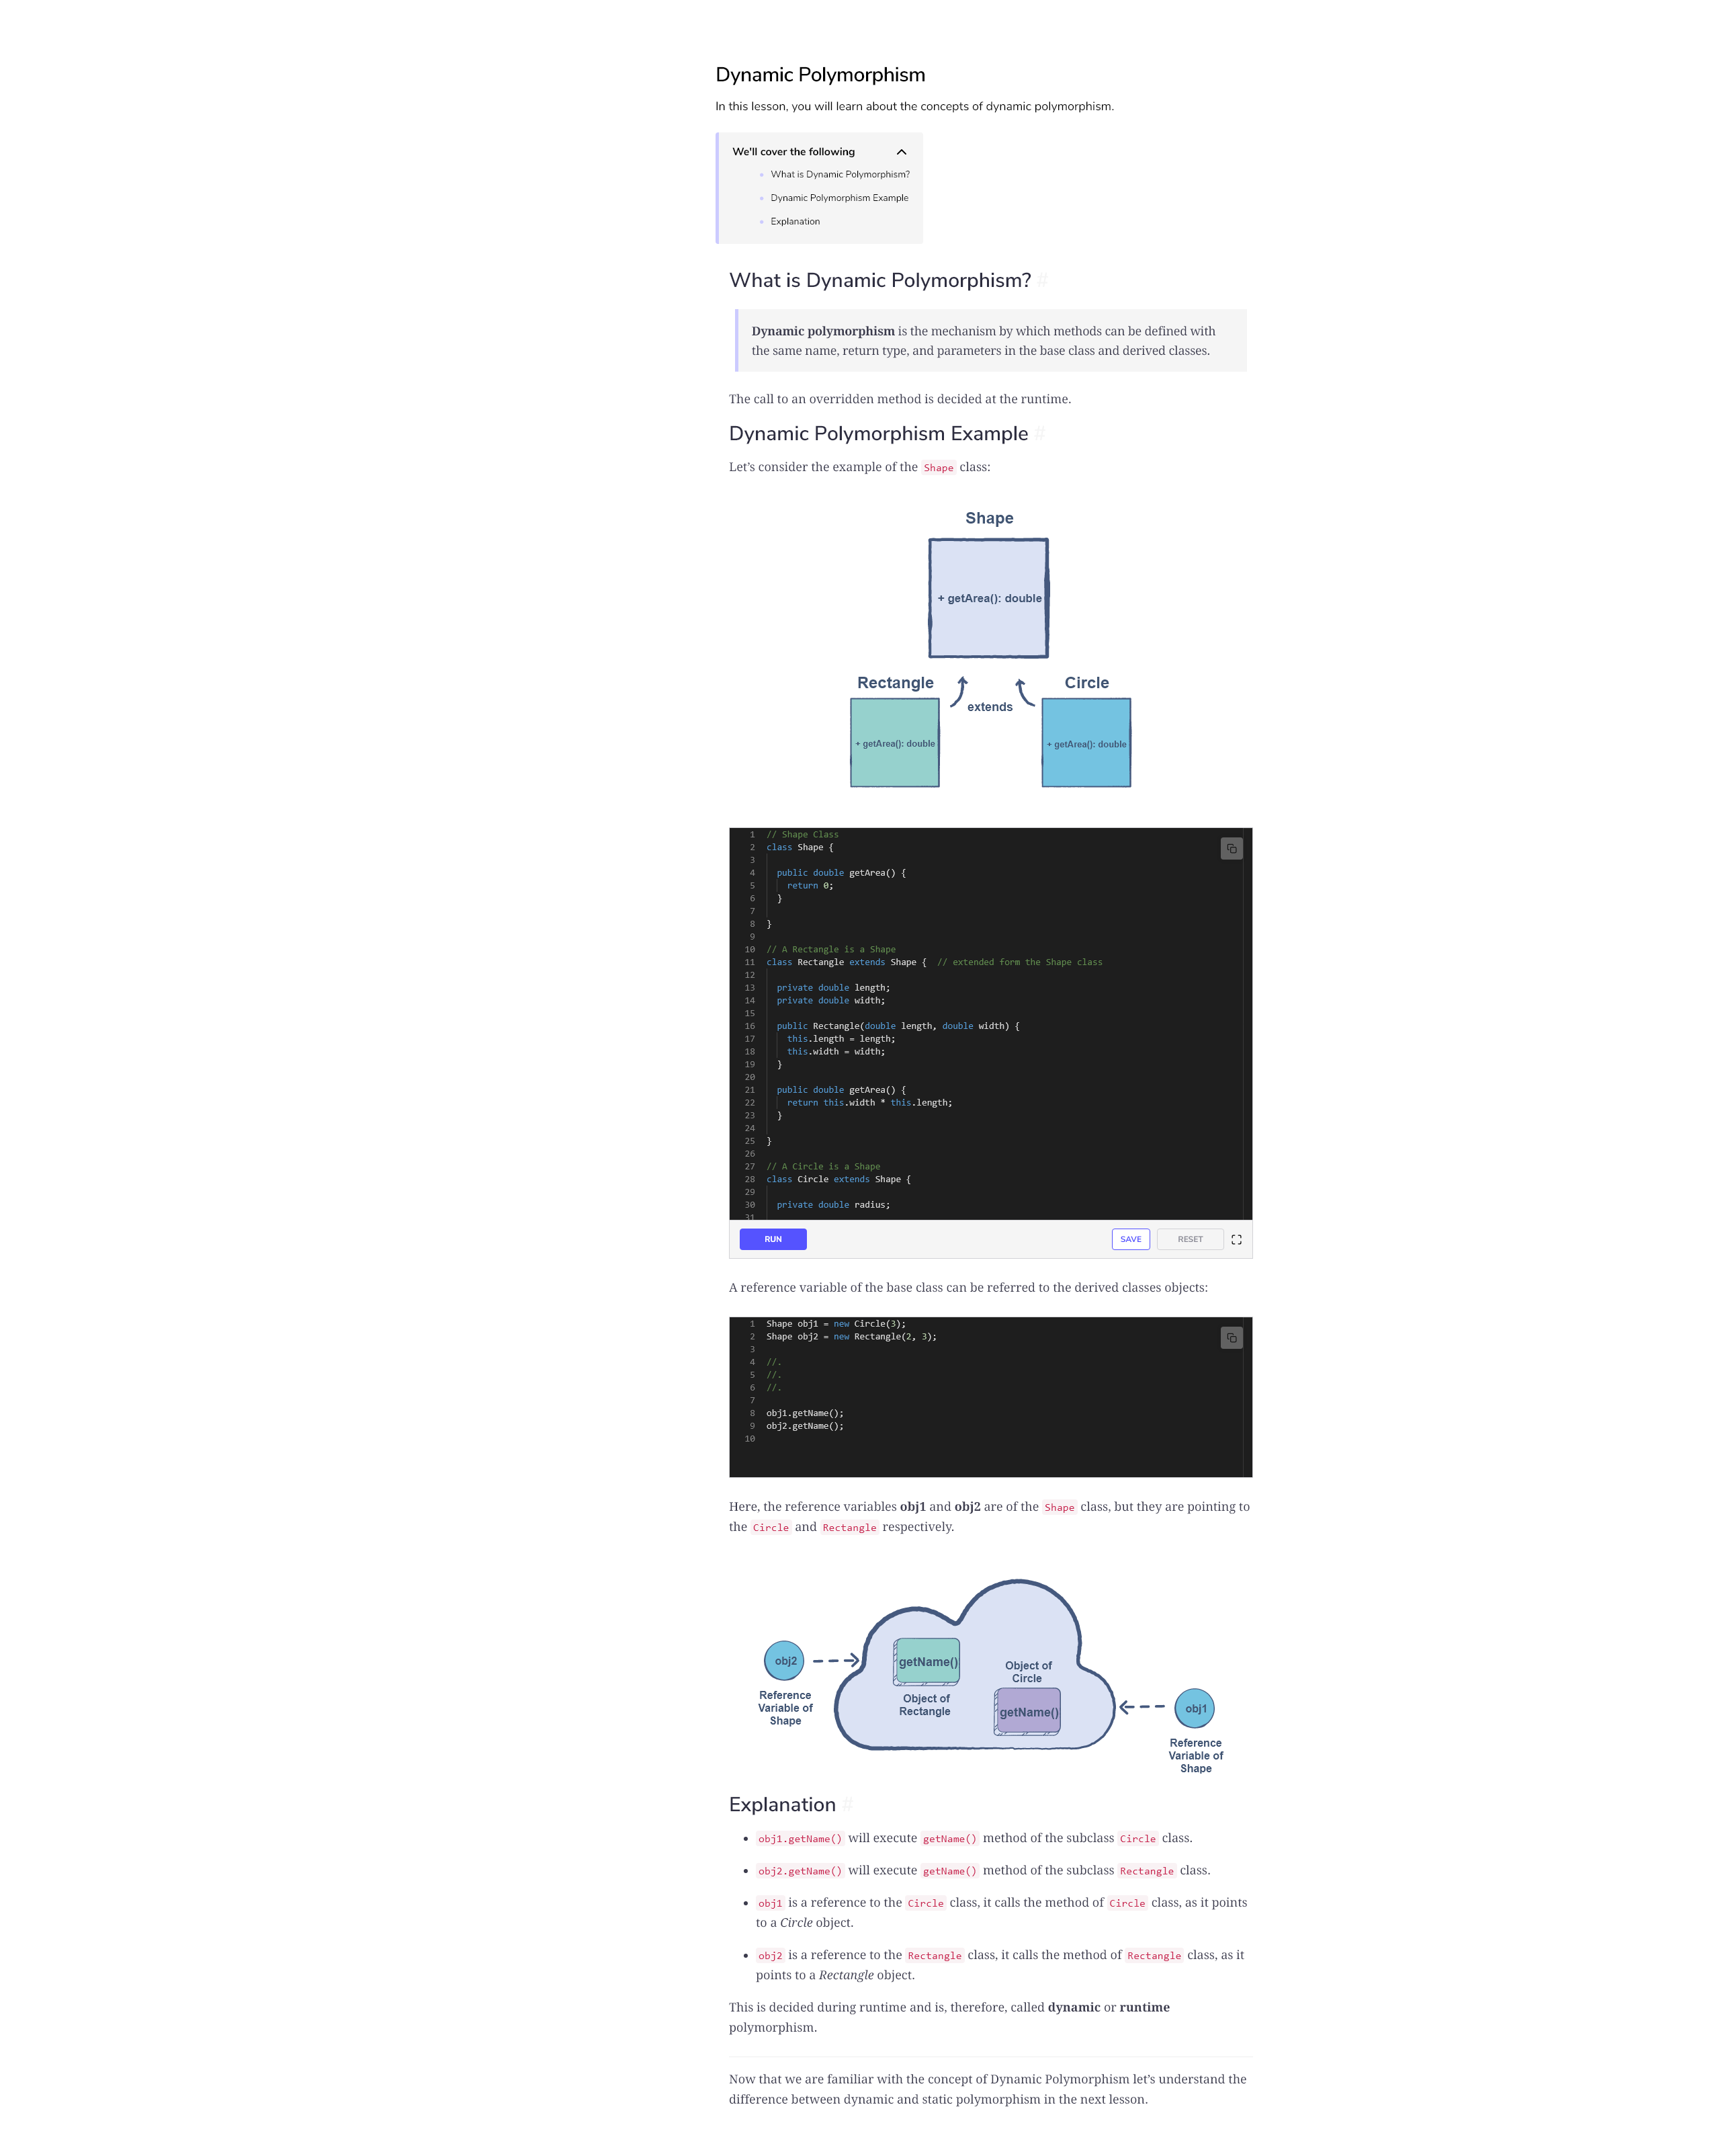 Dynamic Polymorphism
In this lesson, you will learn about the concepts of dynamic polymorphism.
We'll cover the following
What is Dynamic Polymorphism?
Dynamic Polymorphism Example
Explanation
What is Dynamic Polymorphism? #
Dynamic polymorphism is the mechanism by which methods can be defined with
the same name, return type, and parameters in the base class and derived classes.
The call to an overridden method is decided at the runtime.
Dynamic Polymorphism Example #
Let’s consider the example of the Shape class:
Shape
+ getArea(): double
Rectangle
Circle
extends
+ getArea(): double
+ getArea(): double
1 // Shape Class
2 class Shape {
3
4 public double getArea() {
5 return 0;
6 }
7
8 }
9
10 // A Rectangle is a Shape
11 class Rectangle extends Shape { // extended form the Shape class
12
13 private double length;
14 private double width;
15
16 public Rectangle(double length, double width) {
17 this.length = length;
18 this.width = width;
19 }
20
21 public double getArea() {
22 return this.width * this.length;
23 }
24
25 }
26
27 // A Circle is a Shape
28 class Circle extends Shape {
29
30 private double radius;
31
RUN SAVE RESET
A reference variable of the base class can be referred to the derived classes objects:
1 Shape obj1 = new Circle(3);
2 Shape obj2 = new Rectangle(2, 3);
3
4 //.
5 //.
6 //.
7
8 obj1.getName();
9 obj2.getName();
10
Here, the reference variables obj1 and obj2 are of the Shape class, but they are pointing to
the Circle and Rectangle respectively.
obj2
Reference
Variable of
Shape
getName()
Object of
Rectangle
Object of
Circle
getName()
obj1
Reference
Variable of
Shape
Explanation #
obj1.getName() will execute getName() method of the subclass Circle class.
obj2.getName() will execute getName() method of the subclass Rectangle class.
obj1 is a reference to the Circle class, it calls the method of Circle class, as it points
to a Circle object.
obj2 is a reference to the Rectangle class, it calls the method of Rectangle class, as it
points to a Rectangle object.
This is decided during runtime and is, therefore, called dynamic or runtime
polymorphism.
Now that we are familiar with the concept of Dynamic Polymorphism let’s understand the
difference between dynamic and static polymorphism in the next lesson.